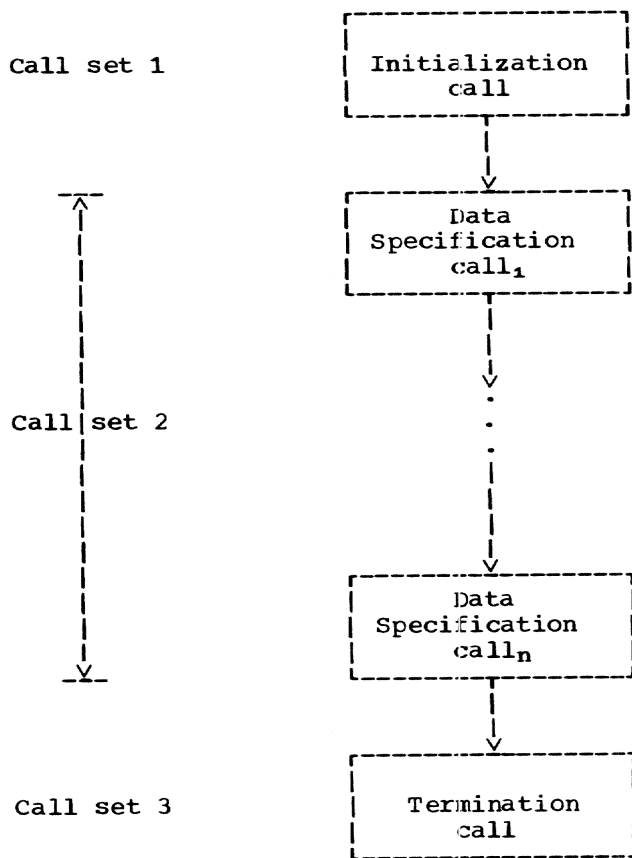 Call set 1
Initialization
call
Data
Specification
call₁
Call set 2
.
.
.
Data
Specification
callₙ
Call set 3
Termination
call